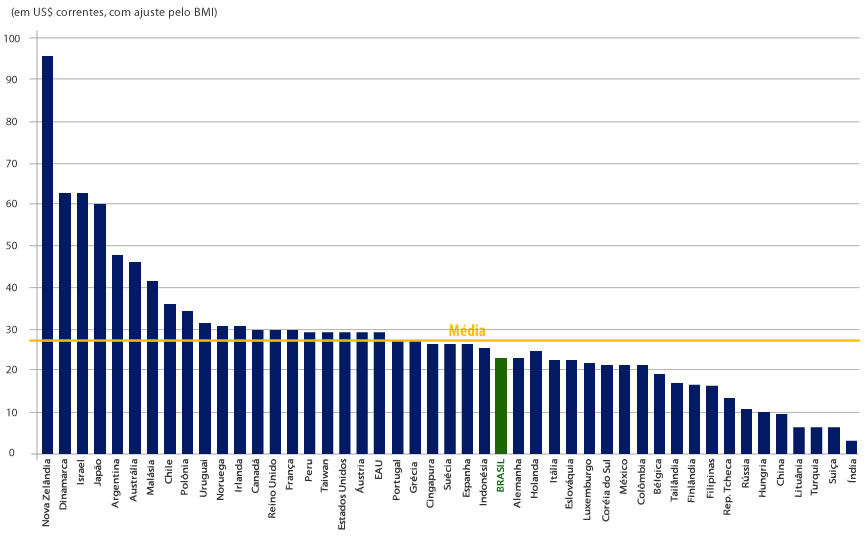 (em US$ correntes, com ajuste pelo BMI)
100
90
80
70
60
50
40
30
20
10
0
Média
Nova Zelândia
Dinamarca
Israel
Japão
Argentina
Austrália
Malásia
Chile
Polônia
Uruguai
Noruega
Irlanda
Canadá
Reino Unido
França
Peru
Taiwan
Estados Unidos
Áustria
EAU
Portugal
Grécia
Cingapura
Suécia
Espanha
Indonésia
BRASIL
Alemanha
Holanda
Itália
Eslováquia
Luxemburgo
Coréia do Sul
México
Colômbia
Bélgica
Tailândia
Finlândia
Filipinas
Rep. Tcheca
Rússia
Hungria
China
Lituânia
Turquia
Suiça
Índia